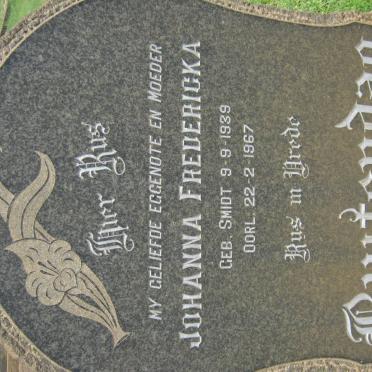 Hier Rus
MY GELIEFDE EGGENOTE EN MOEDER
JOHANNA FREDERICKA
GEB. SMIDT 9-9-1939
OORL. 22-2-1967
Rus in Vrede